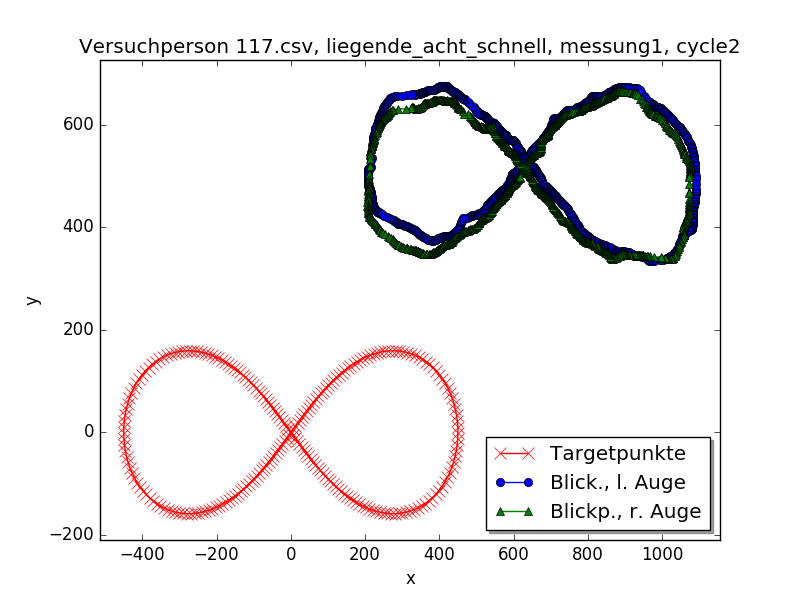 Versuchperson 117.csv, liegende_acht_schnell, messung1, cycle2
600
400
200
0
−200
y
−400
−200
0
200
400
600
800
1000
x
Targetpunkte
Blick., l. Auge
Blickp., r. Auge